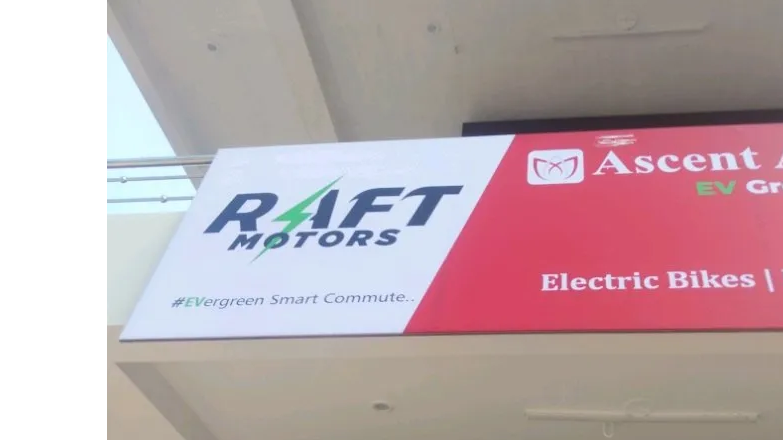 RAFT
MOTORS
#EVergreen Smart Commute..
Ascent
EV
Electric Bikes |